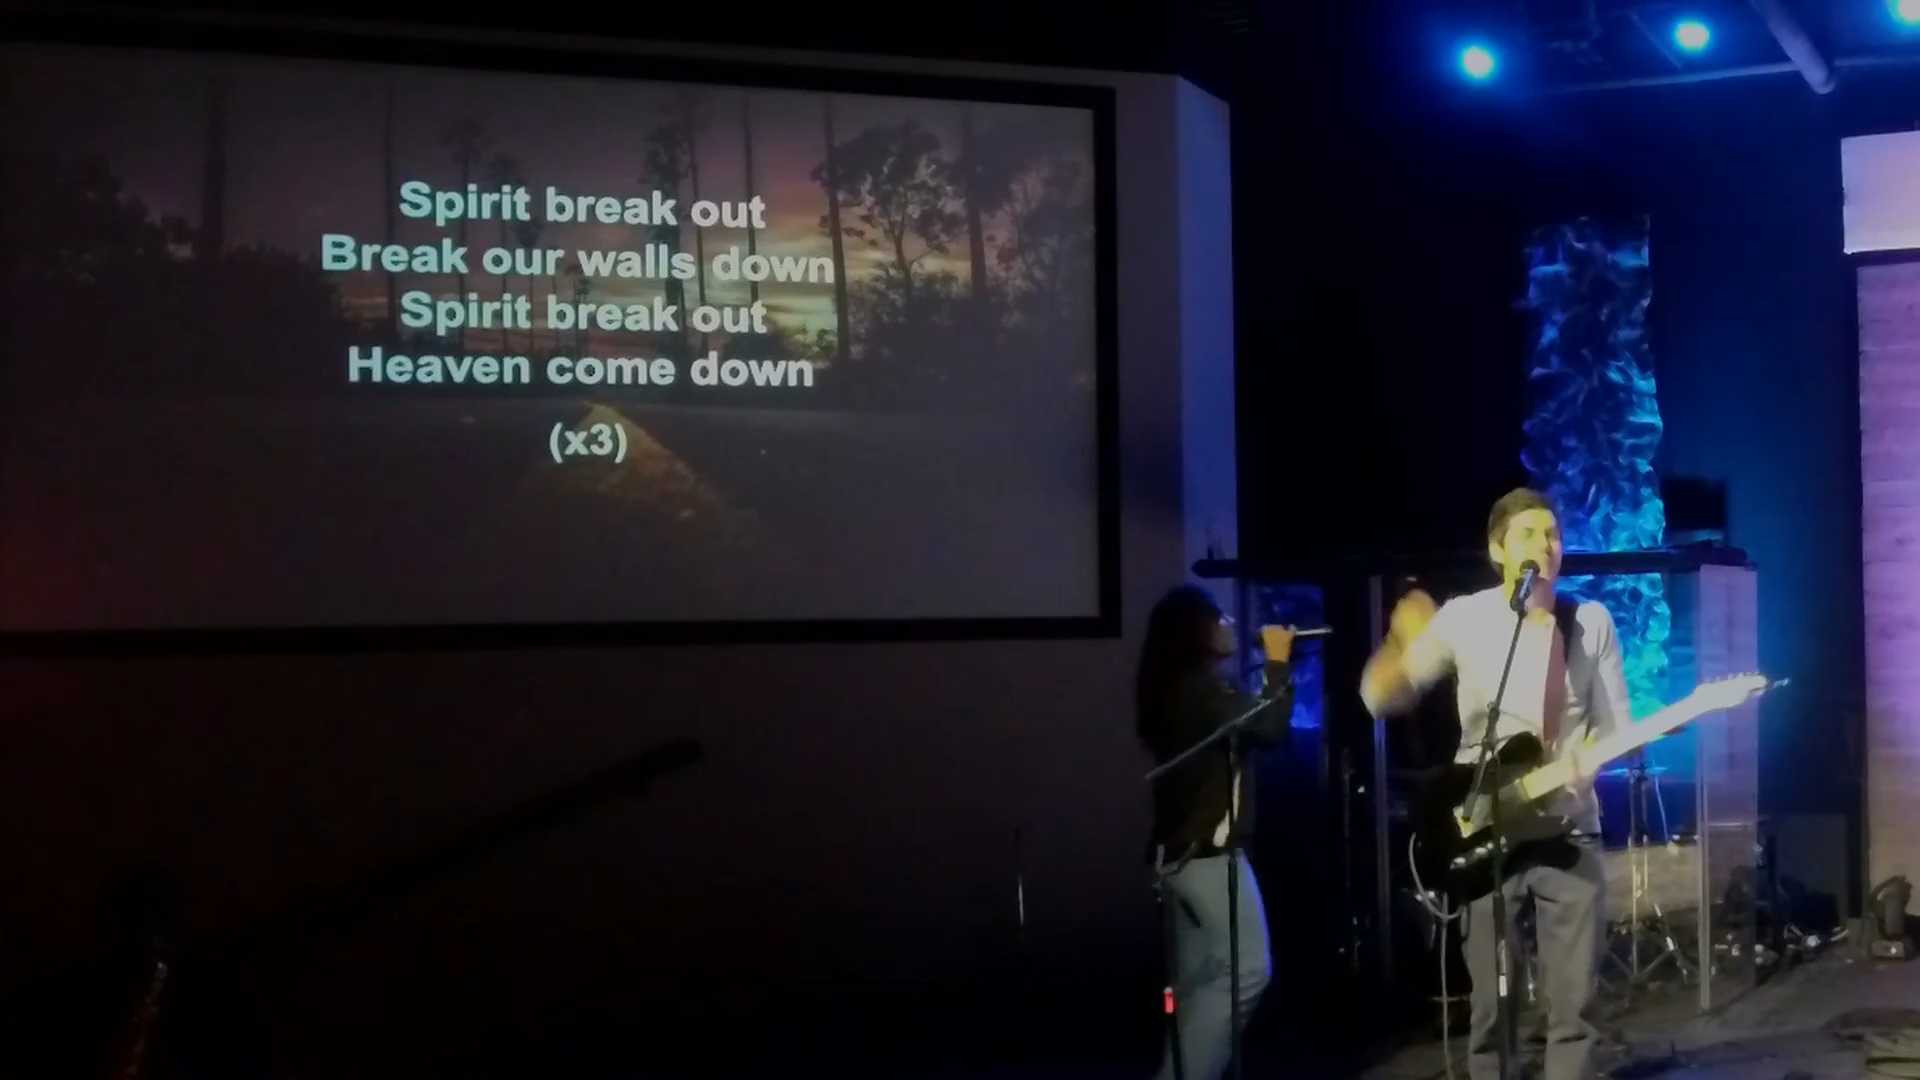 Spirit break out
Break our walls down
Spirit break out
Heaven come down
(x3)